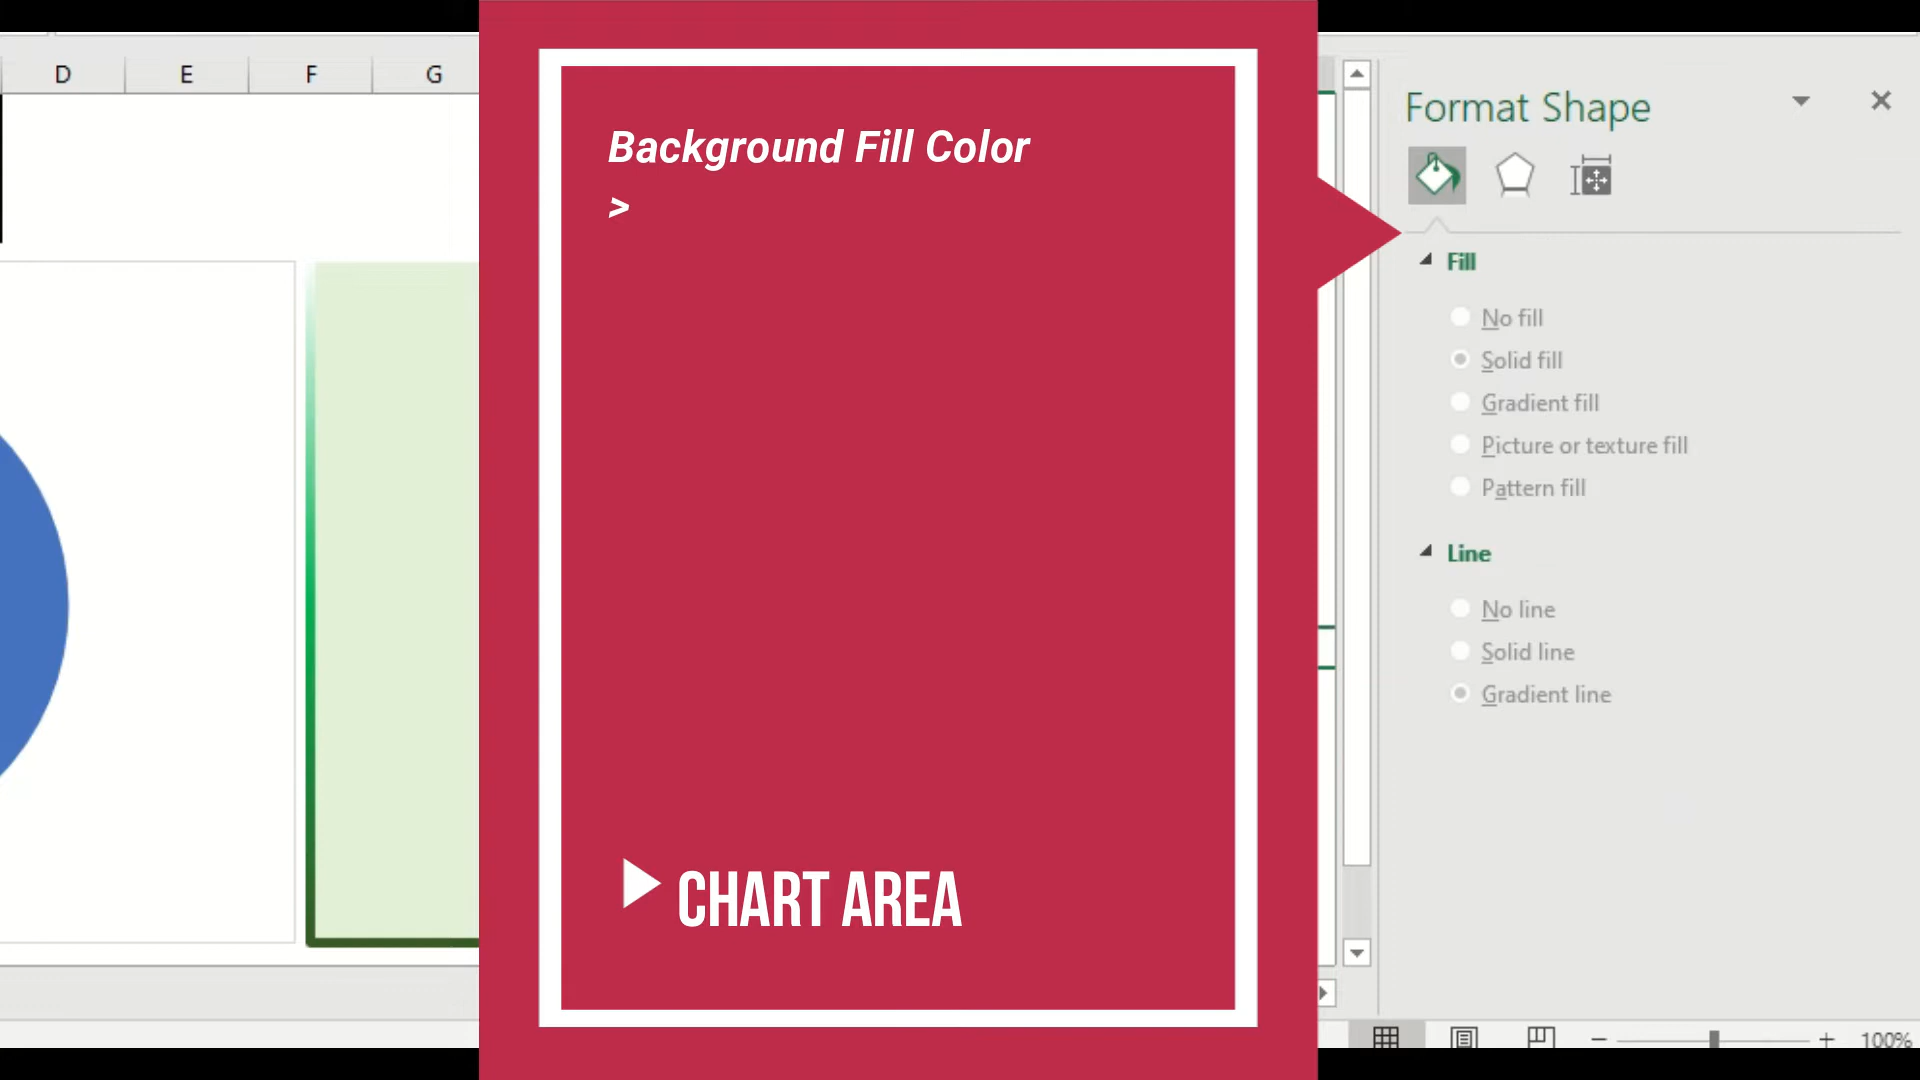 D E F G
Background Fill Color
>
CHART AREA
Format Shape
Fill
No fill
Solid fill
Gradient fill
Picture or texture fill
Pattern fill
Line
No line
Solid line
Gradient line
100%